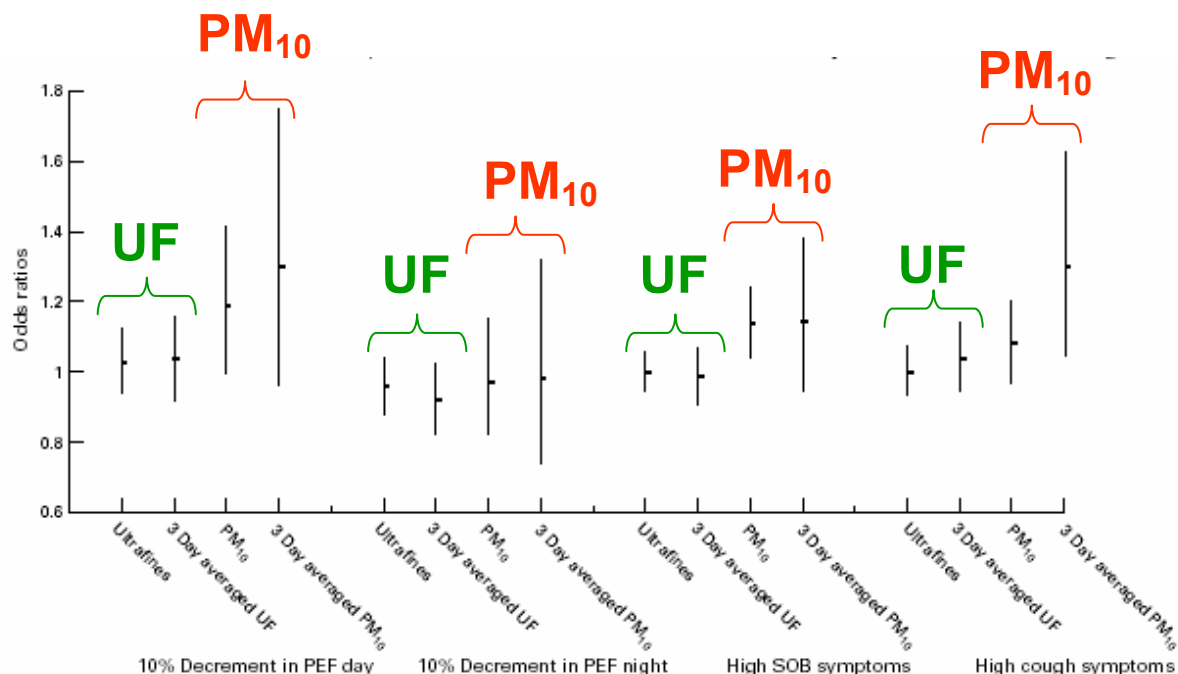 PM10
PM10
PM10
PM10
UF
UF
UF
UF
Odds ratios
1.8
1.6
1.4
1.2
1
0.8
0.6
Ultrafines
3 Day averaged UF
PM10
3 Day averaged PM10
Ultrafines
3 Day averaged UF
PM10
3 Day averaged PM10
Ultrafines
3 Day averaged UF
PM10
3 Day averaged PM10
Ultrafines
3 Day averaged UF
PM10
3 Day averaged PM10
10% Decrement in PEF day
10% Decrement in PEF night
High SOB symptoms
High cough symptoms